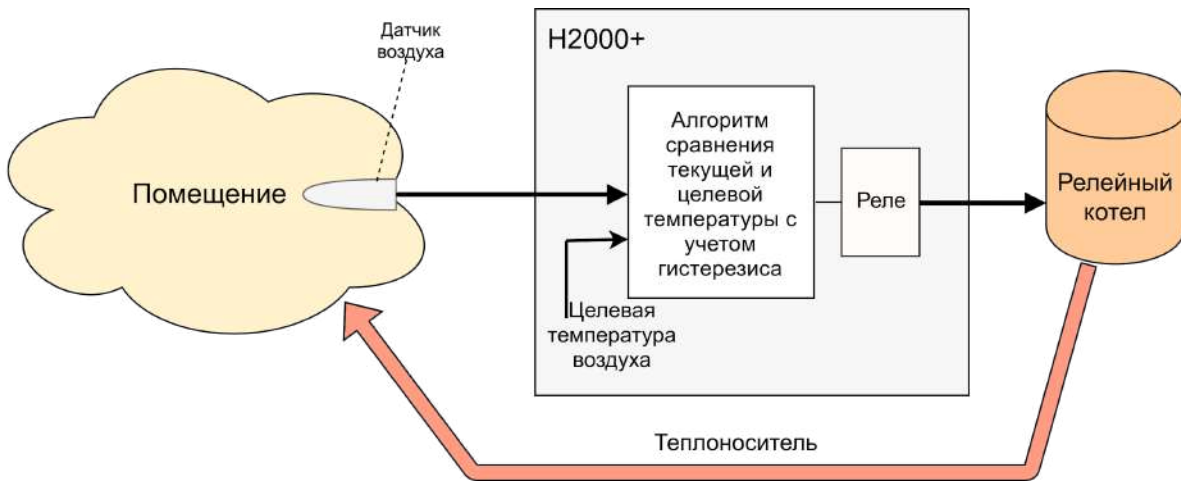 Датчик
воздуха
H2000+
Помещение
Алгоритм
сравнения
текущей и
целевой
температуры с
учетом
гистерезиса
Реле
Релейный
котел
Целевая
температура
воздуха
Теплоноситель